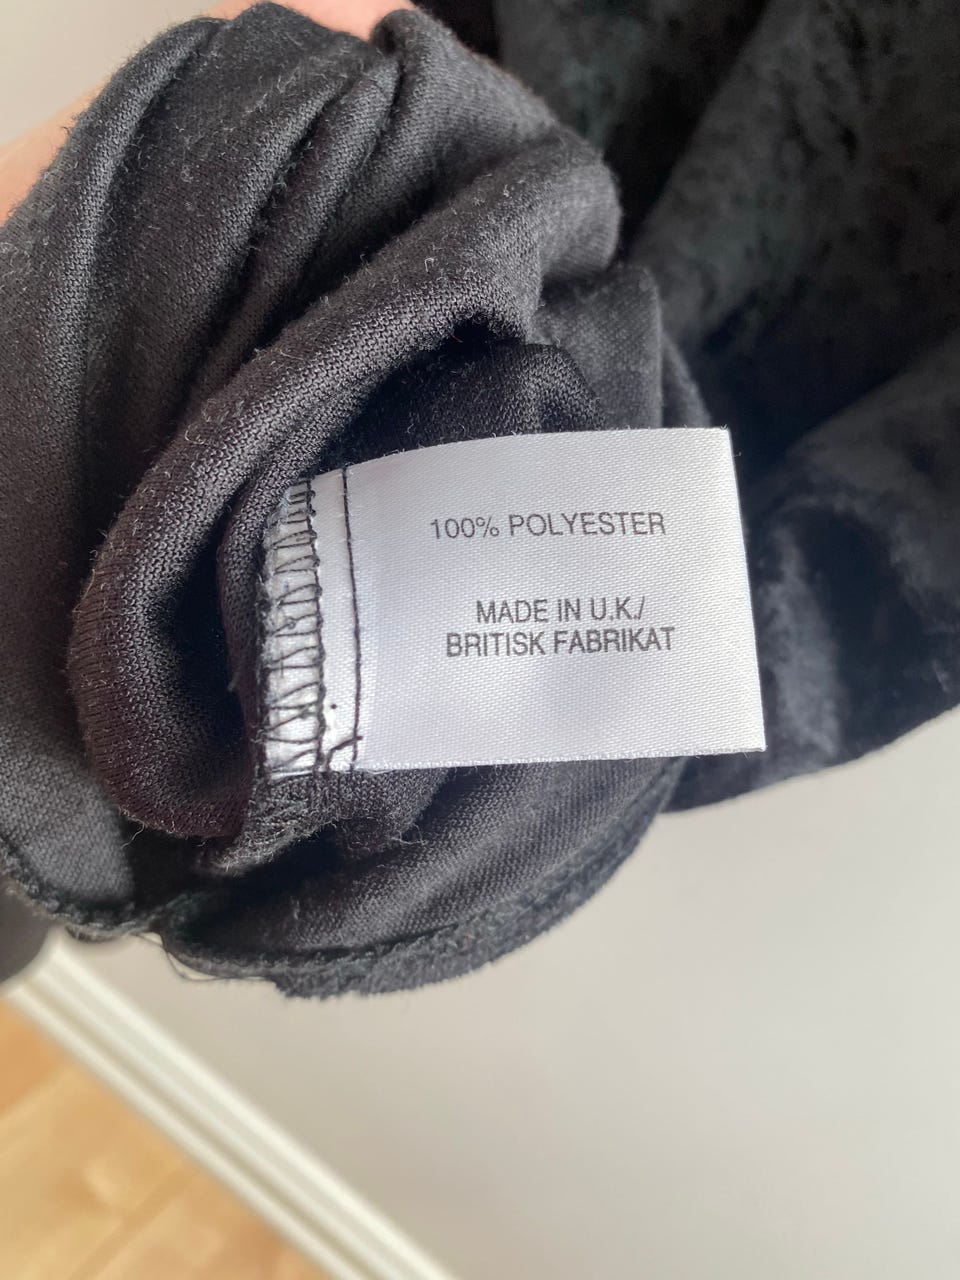 100% POLYESTER
MADE IN U.K./
BRITISK FABRIKAT